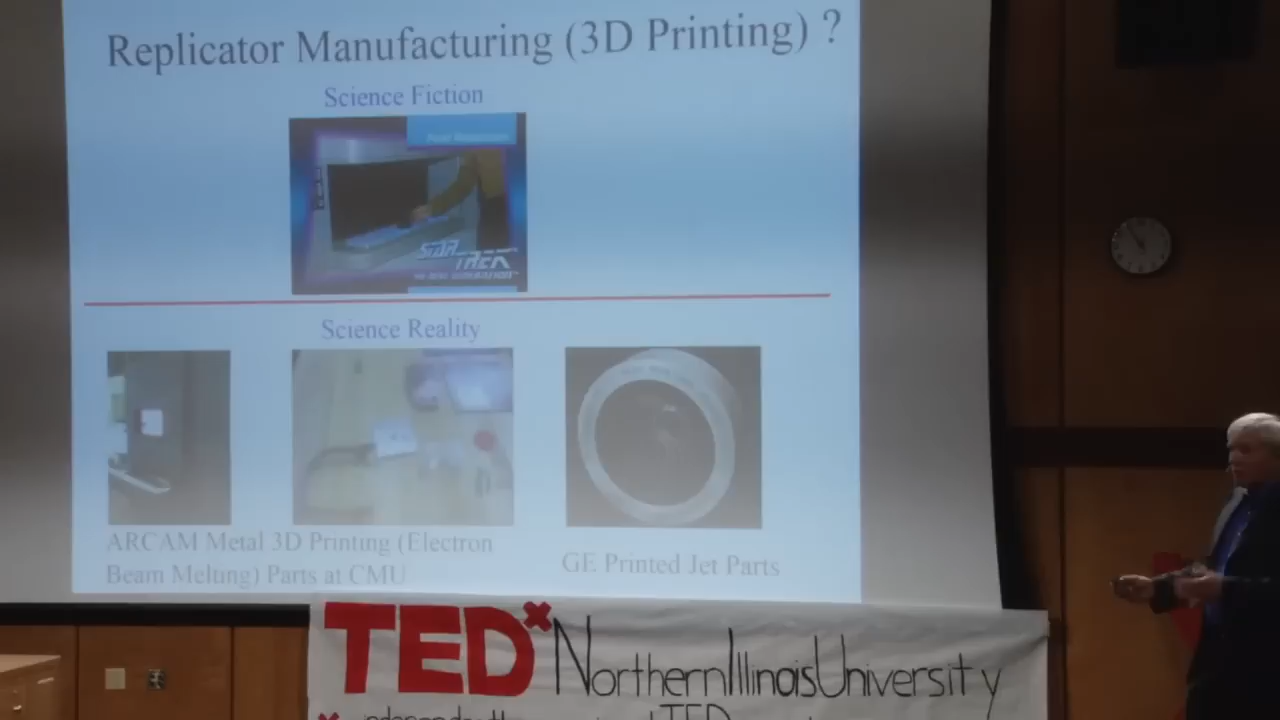 Replicator Manufacturing (3D Printing) ?
Science Fiction
STAR TREK
Science Reality
ARCAM Metal 3D Printing (Electron
Beam Melting) Parts at CMU
GE Printed Jet Parts
TEDx NorthernIllinoisUniversity
TED